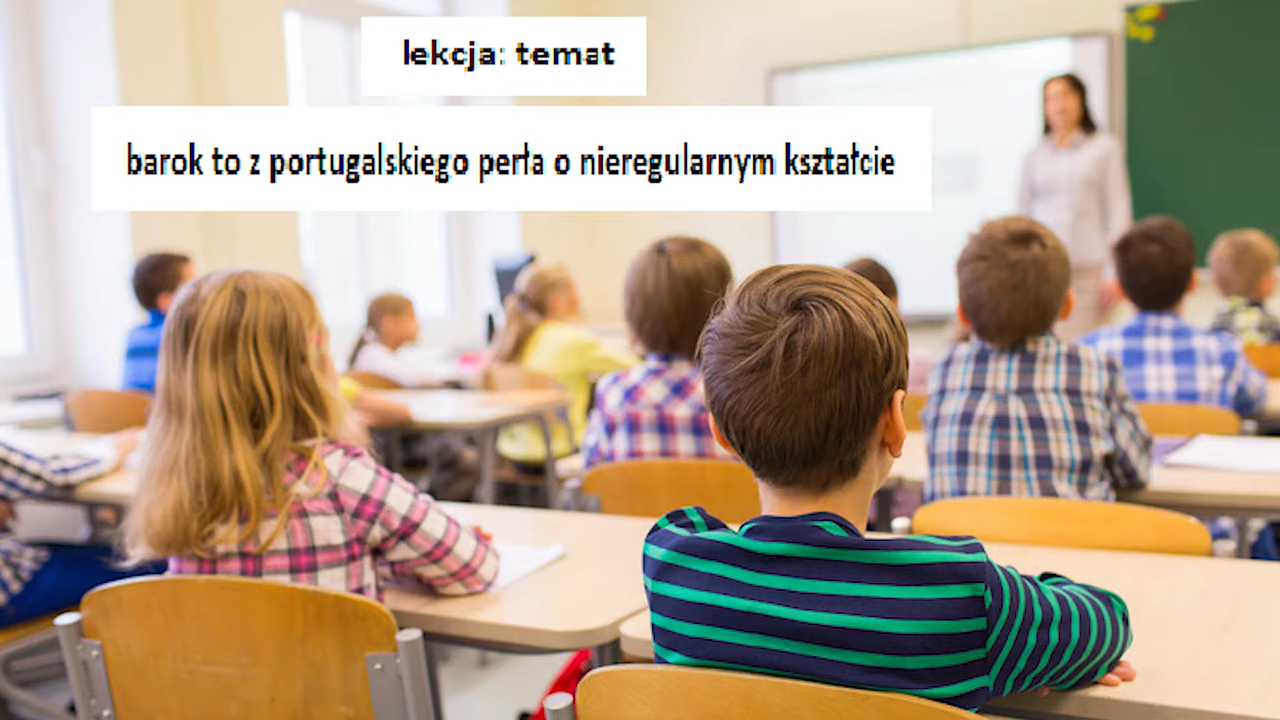 lekcja: temat
barok to z portugalskiego perła o nieregularnym kształcie